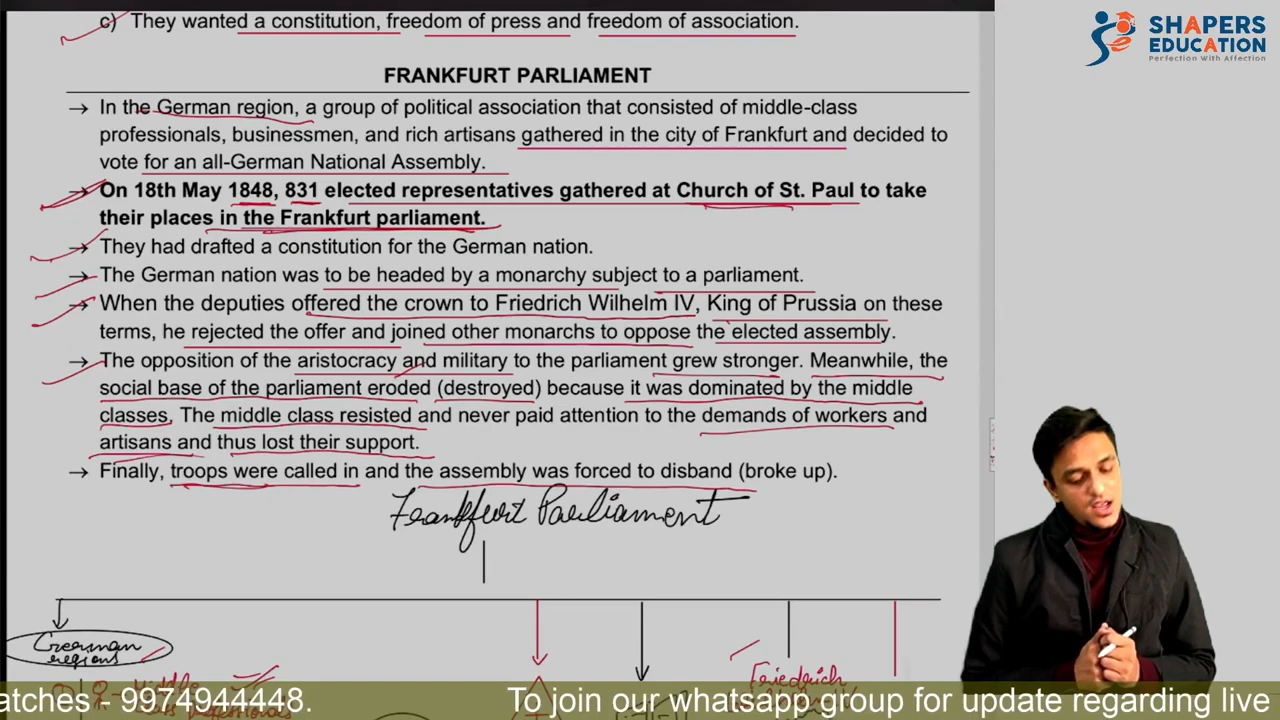 c) They wanted a constitution, freedom of press and freedom of association.
SHAPERS
EDUCATION
Perfection With Affection
FRANKFURT PARLIAMENT
→ In the German region, a group of political association that consisted of middle-class
professionals, businessmen, and rich artisans gathered in the city of Frankfurt and decided to
vote for an all-German National Assembly.
→ On 18th May 1848, 831 elected representatives gathered at Church of St. Paul to take
their places in the Frankfurt parliament.
→ They had drafted a constitution for the German nation.
→ The German nation was to be headed by a monarchy subject to a parliament.
→ When the deputies offered the crown to Friedrich Wilhelm IV, King of Prussia on these
terms, he rejected the offer and joined other monarchs to oppose the elected assembly.
→ The opposition of the aristocracy and military to the parliament grew stronger. Meanwhile, the
social base of the parliament eroded (destroyed) because it was dominated by the middle
classes. The middle class resisted and never paid attention to the demands of workers and
artisans and thus lost their support.
→ Finally, troops were called in and the assembly was forced to disband (broke up).
Frankfurt Parliament
German
regions
Friedrich
Middle
atches - 9974944448.
To join our whatsapp group for update regarding live